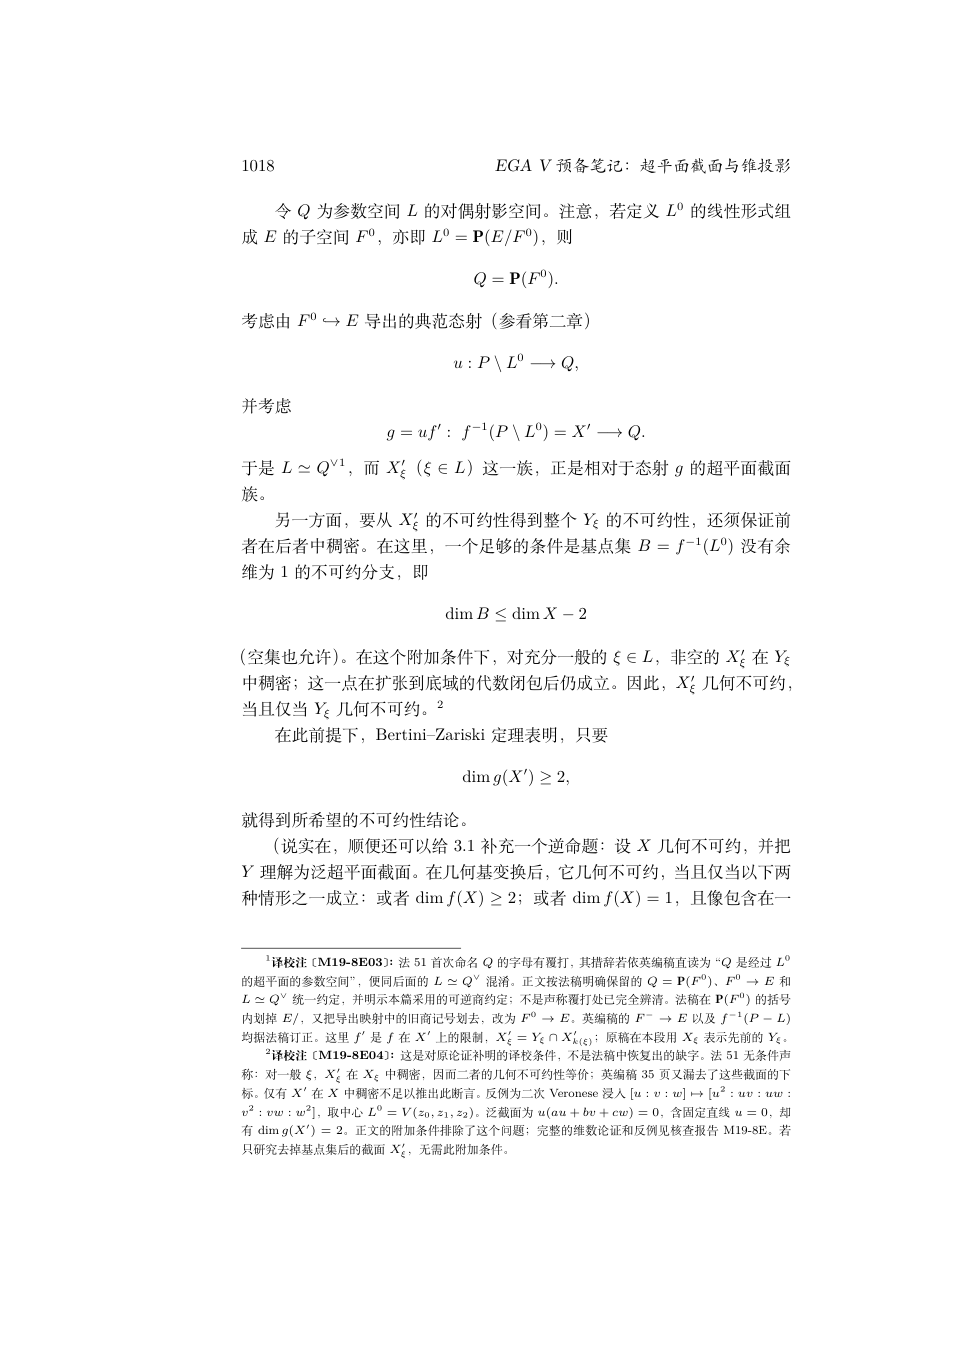 1018 EGA V 预备笔记：超平面截面与锥投影
令 Q 为参数空间 L 的对偶射影空间。注意，若定义 L⁰ 的线性形式组
成 E 的子空间 F⁰，亦即 L⁰ = P(E/F⁰)，则
Q = P(F⁰).
考虑由 F⁰ ↪ E 导出的典范态射（参看第二章）
u : P \ L⁰ ⟶ Q,
并考虑
g = uf′ : f⁻¹(P \ L⁰) = X′ ⟶ Q.
于是 L ≃ Q^∨¹，而 X′_ξ（ξ ∈ L）这一族，正是相对于态射 g 的超平面截面
族。
另一方面，要从 X′_ξ 的不可约性得到整个 Y_ξ 的不可约性，还须保证前
者在后者中稠密。在这里，一个足够的条件是基点集 B = f⁻¹(L⁰) 没有余
维为 1 的不可约分支，即
dim B ≤ dim X − 2
（空集也允许）。在这个附加条件下，对充分一般的 ξ ∈ L，非空的 X′_ξ 在 Y_ξ
中稠密；这一点在扩张到底域的代数闭包后仍成立。因此，X′_ξ 几何不可约，
当且仅当 Y_ξ 几何不可约。²
在此前提下，Bertini–Zariski 定理表明，只要
dim g(X′) ≥ 2,
就得到所希望的不可约性结论。
（说实在，顺便还可以给 3.1 补充一个逆命题：设 X 几何不可约，并把
Y 理解为泛超平面截面。在几何基变换后，它几何不可约，当且仅当以下两
种情形之一成立：或者 dim f(X) ≥ 2；或者 dim f(X) = 1，且像包含在一
¹译校注〔M19-8E03〕：法 51 首次命名 Q 的字母有覆打，其措辞若依英编稿直读为 “Q 是经过 L⁰
的超平面的参数空间”，便同后面的 L ≃ Q^∨ 混淆。正文按法稿明确保留的 Q = P(F⁰)、F⁰ → E 和
L ≃ Q^∨ 统一约定，并明示本篇采用的可逆商约定；不是声称覆打处已完全辨清。法稿在 P(F⁰) 的括号
内划掉 E/，又把导出映射中的旧商记号划去，改为 F⁰ → E。英编稿的 F⁻ → E 以及 f⁻¹(P − L)
均据法稿订正。这里 f′ 是 f 在 X′ 上的限制，X′_ξ = Y_ξ ∩ X′_k(ξ)；原稿在本段用 X_ξ 表示先前的 Y_ξ。
²译校注〔M19-8E04〕：这是对原论证补明的译校条件，不是法稿中恢复出的缺字。法 51 无条件声
称：对一般 ξ，X′_ξ 在 X_ξ 中稠密，因而二者的几何不可约性等价；英编稿 35 页又漏去了这些截面的下
标。仅有 X′ 在 X 中稠密不足以推出此断言。反例为二次 Veronese 浸入 [u : v : w] ↦ [u² : uv : uw :
v² : vw : w²]，取中心 L⁰ = V(z₀, z₁, z₂)。泛截面为 u(au + bv + cw) = 0，含固定直线 u = 0，却
有 dim g(X′) = 2。正文的附加条件排除了这个问题；完整的维数论证和反例见核查报告 M19-8E。若
只研究去掉基点集后的截面 X′_ξ，无需此附加条件。